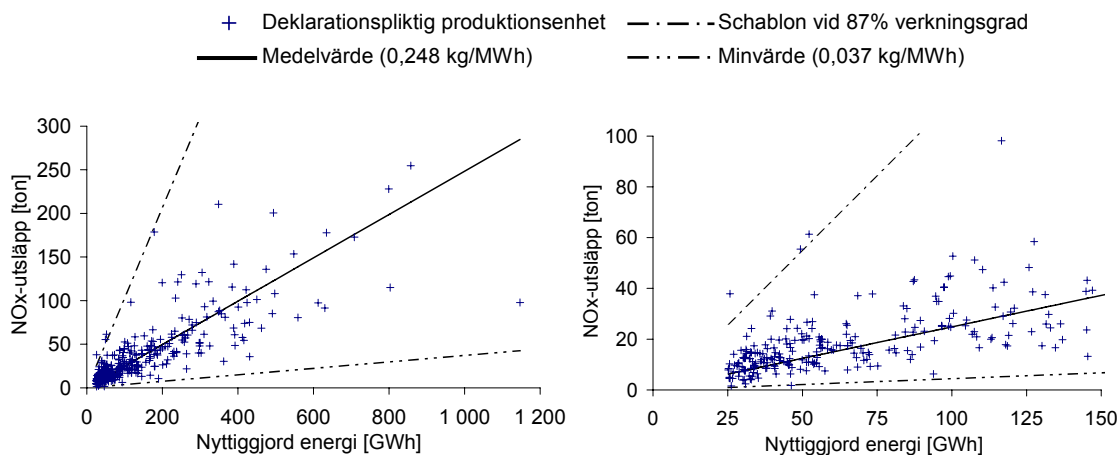 Deklarationspliktig produktionsenhet
Schablon vid 87% verkningsgrad
Medelvärde (0,248 kg/MWh)
Minvärde (0,037 kg/MWh)
NOx-utsläpp [ton]
300
250
200
150
100
50
0
0 200 400 600 800 1 000 1200
Nyttiggjord energi [GWh]
NOx-utsläpp [ton]
100
80
60
40
20
0
0 25 50 75 100 125 150
Nyttiggjord energi [GWh]